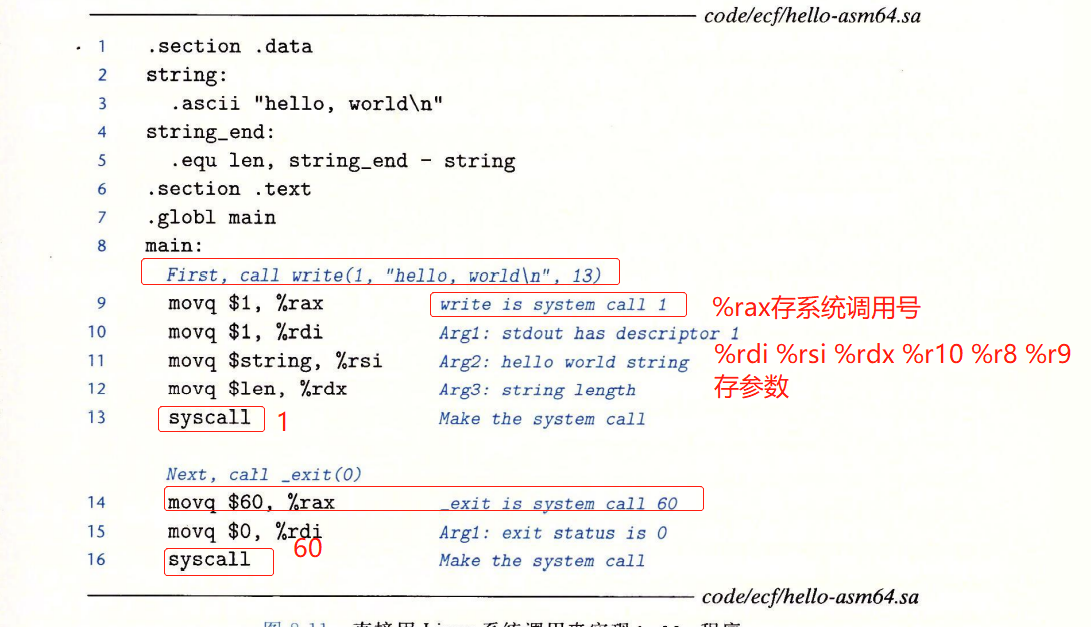 code/ecf/hello-asm64.sa
1 .section .data
2 string:
3 .ascii "hello, world\n"
4 string_end:
5 .equ len, string_end - string
6 .section .text
7 .globl main
8 main:
First, call write(1, "hello, world\n", 13)
9 movq $1, %rax write is system call 1 %rax存系统调用号
10 movq $1, %rdi Arg1: stdout has descriptor 1
11 movq $string, %rsi Arg2: hello world string %rdi %rsi %rdx %r10 %r8 %r9
12 movq $len, %rdx Arg3: string length 存参数
13 syscall 1 Make the system call
Next, call _exit(0)
14 movq $60, %rax _exit is system call 60
15 movq $0, %rdi Arg1: exit status is 0
60
16 syscall Make the system call
code/ecf/hello-asm64.sa